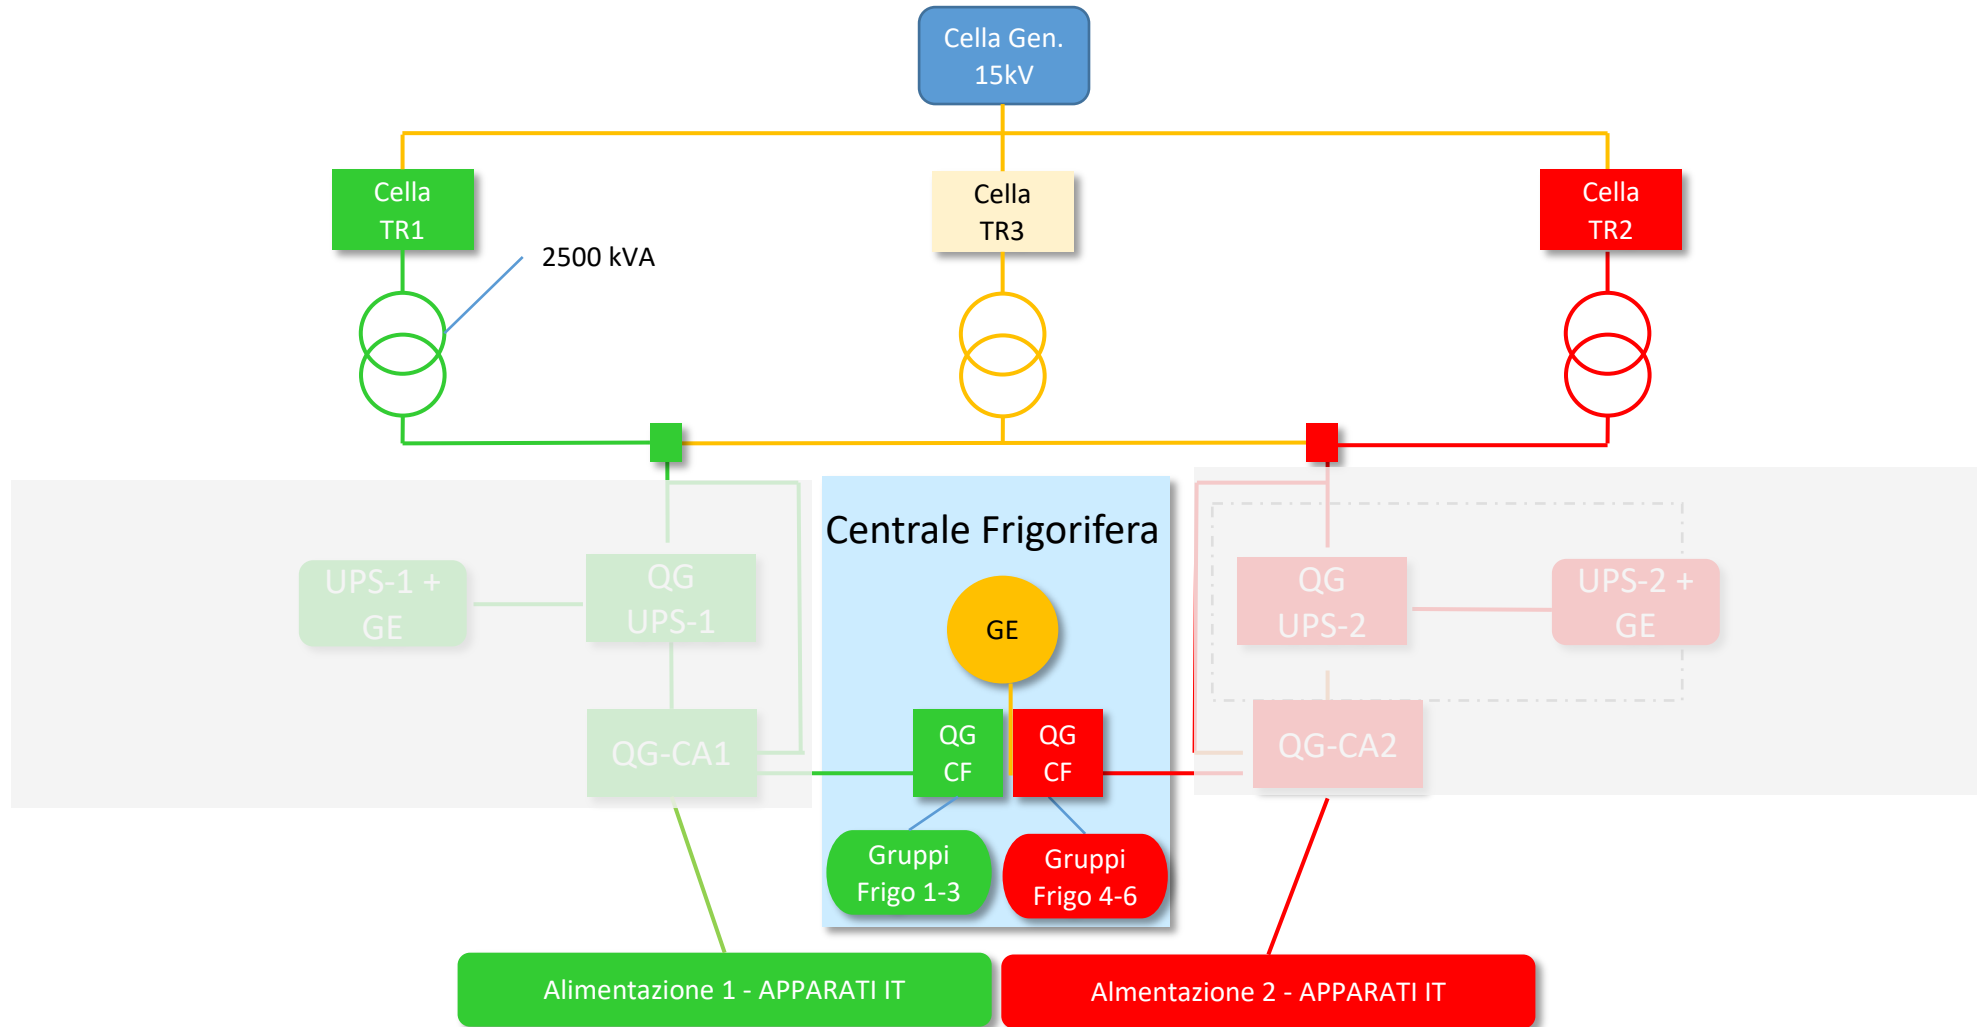 Cella Gen.
15kV
Cella
TR1
Cella
TR3
Cella
TR2
2500 kVA
Centrale Frigorifera
UPS-1 +
GE
QG
UPS-1
GE
QG
UPS-2
UPS-2 +
GE
QG-CA1
QG
CF
QG
CF
QG-CA2
Gruppi
Frigo 1-3
Gruppi
Frigo 4-6
Alimentazione 1 - APPARATI IT
Almentazione 2 - APPARATI IT